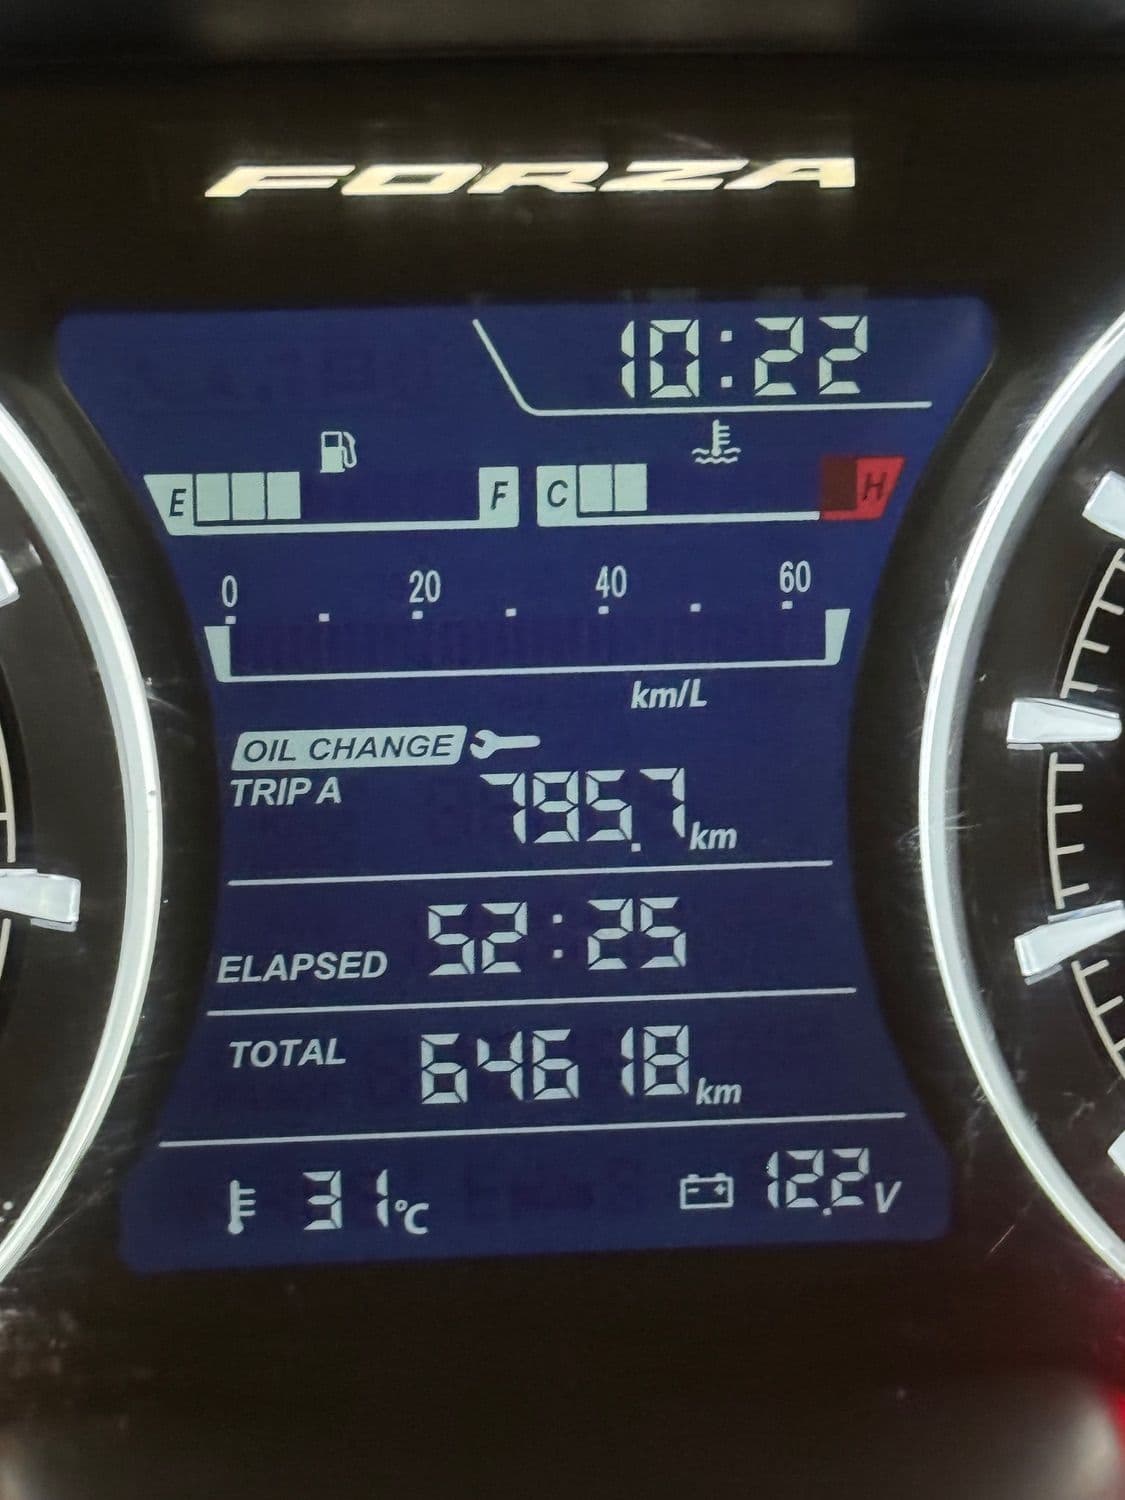 FORZA
10:22
E F C H
0 20 40 60
km/L
OIL CHANGE
TRIP A 795.7 km
ELAPSED 52:25
TOTAL 64618 km
31 °C 12.2 V